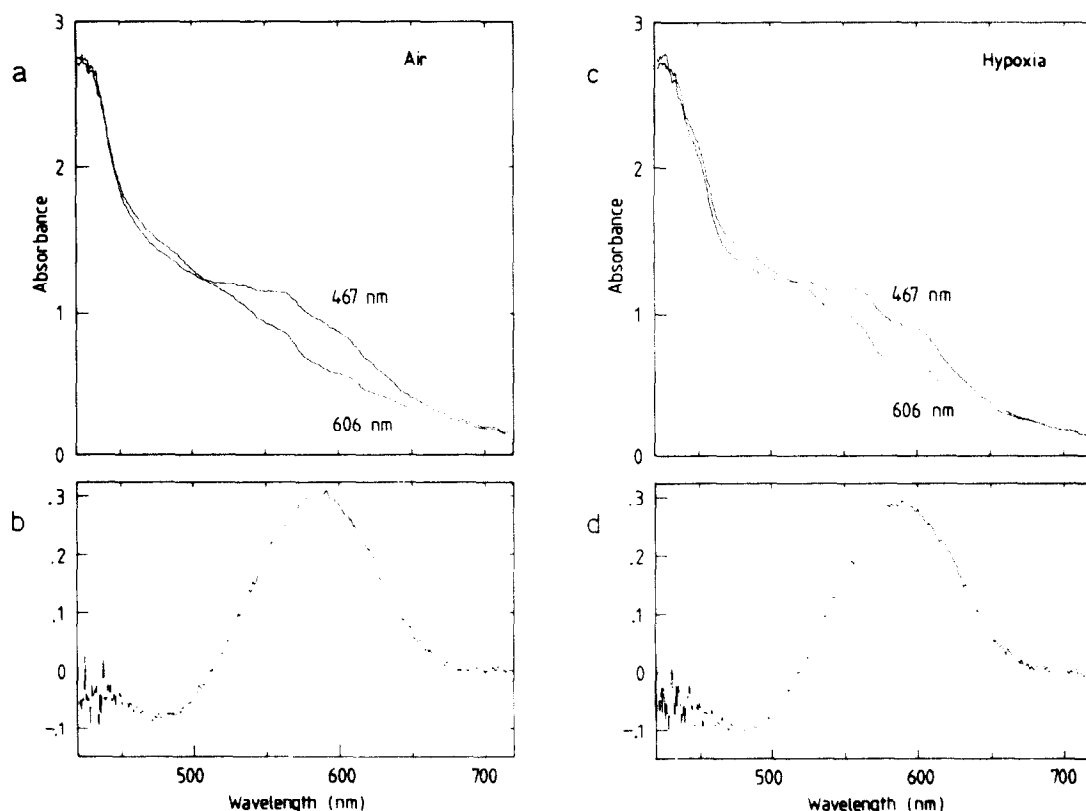 a
Air
3
2
1
0
Absorbance
467 nm
606 nm
c
Hypoxia
3
2
1
0
Absorbance
467 nm
606 nm
b
.3
.2
.1
0
-.1
500
600
700
Wavelength (nm)
d
.3
.2
.1
0
-.1
500
600
700
Wavelength (nm)